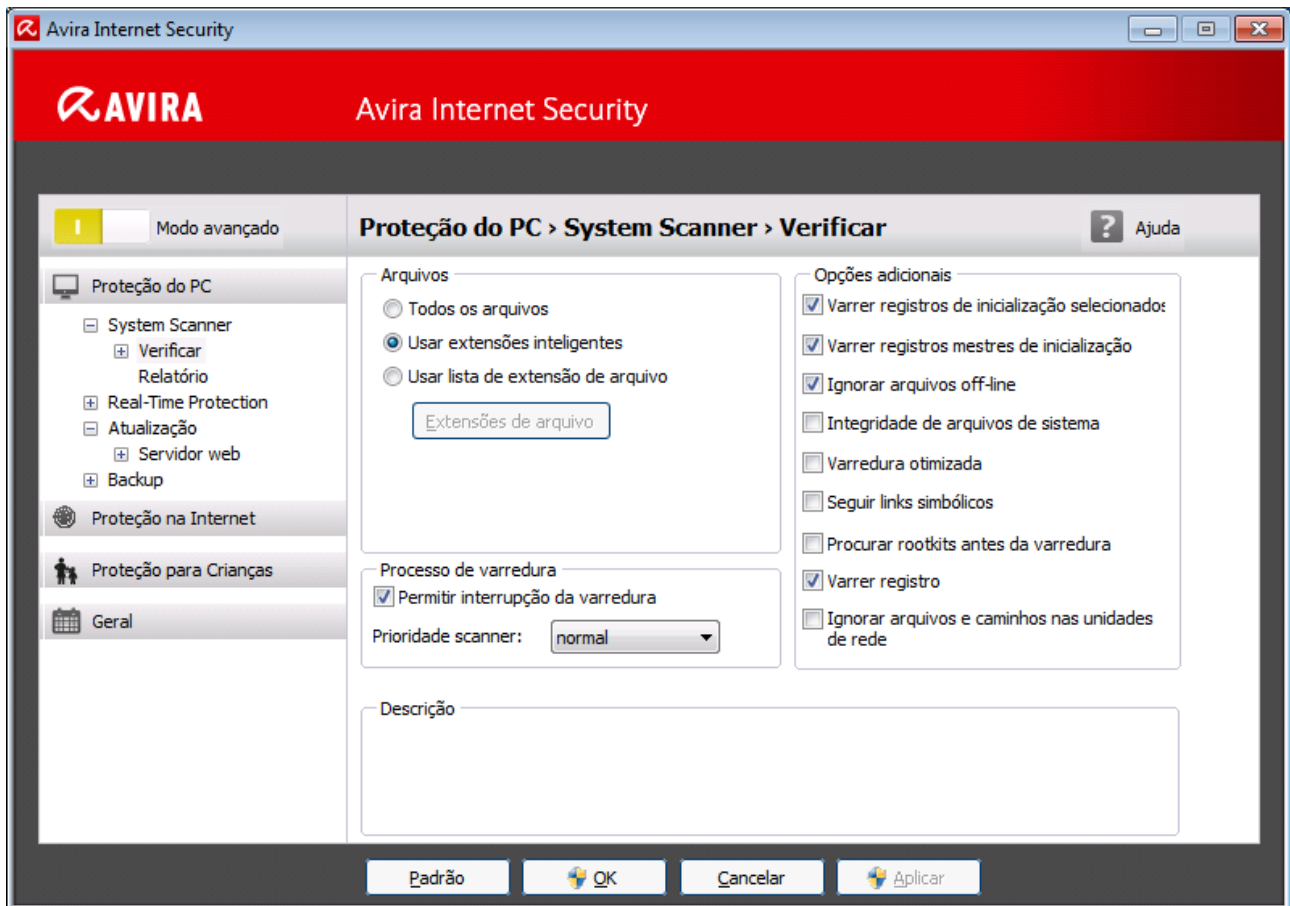 Avira Internet Security
AVIRA
Avira Internet Security
Modo avançado
Proteção do PC › System Scanner › Verificar
? Ajuda
Proteção do PC
System Scanner
Verificar
Relatório
Real-Time Protection
Atualização
Servidor web
Backup
Proteção na Internet
Proteção para Crianças
Geral
Arquivos
Todos os arquivos
Usar extensões inteligentes
Usar lista de extensão de arquivo
Extensões de arquivo
Processo de varredura
Permitir interrupção da varredura
Prioridade scanner: normal
Opções adicionais
Varrer registros de inicialização selecionados
Varrer registros mestres de inicialização
Ignorar arquivos off-line
Integridade de arquivos de sistema
Varredura otimizada
Seguir links simbólicos
Procurar rootkits antes da varredura
Varrer registro
Ignorar arquivos e caminhos nas unidades
de rede
Descrição
Padrão
OK
Cancelar
Aplicar